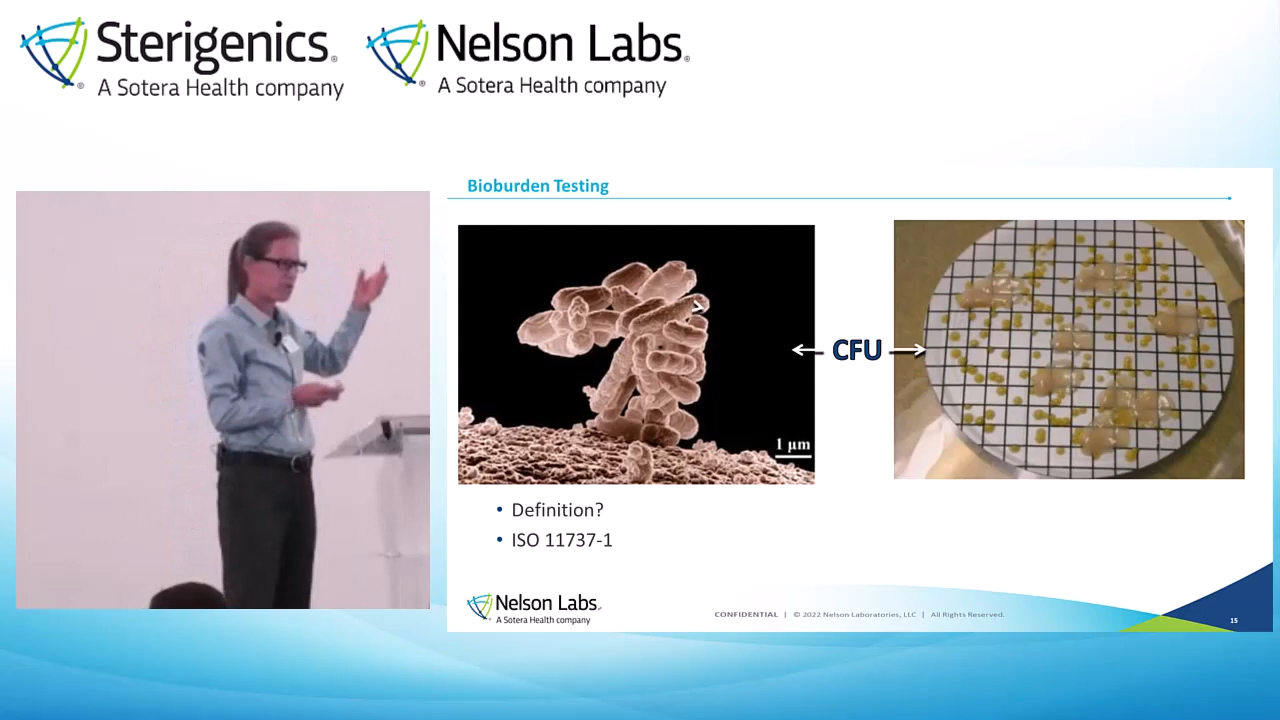 Sterigenics®
A Sotera Health company
Nelson Labs®
A Sotera Health company
Bioburden Testing
1 µm
CFU
• Definition?
• ISO 11737-1
Nelson Labs®
A Sotera Health company
CONFIDENTIAL | © 2022 Nelson Laboratories, LLC | All Rights Reserved.
15